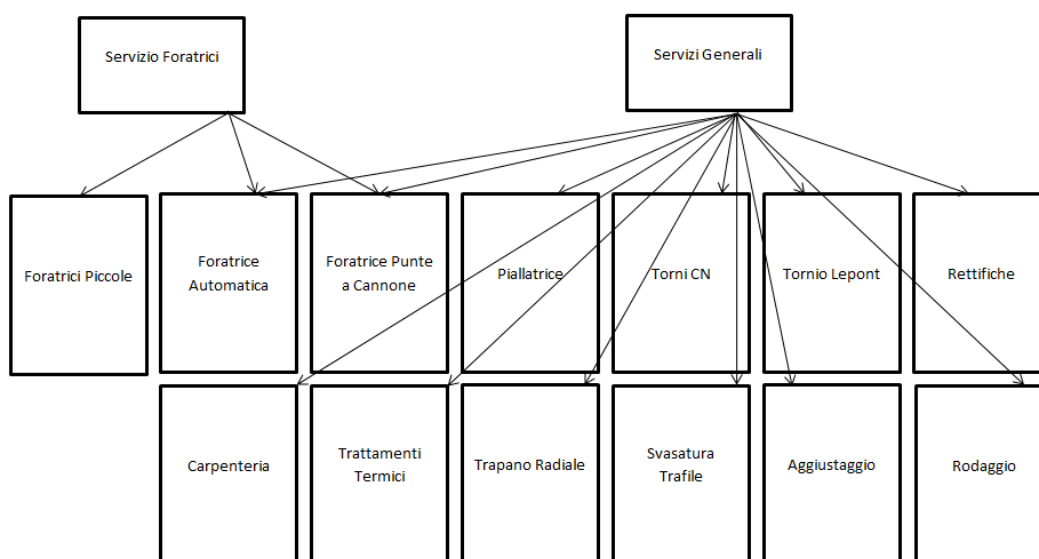 Servizio Foratrici
Servizi Generali
Foratrici Piccole
Foratrice
Automatica
Foratrice Punte
a Cannone
Piallatrice
Torni CN
Tornio Lepont
Rettifiche
Carpenteria
Trattamenti
Termici
Trapano Radiale
Svasatura
Trafile
Aggiustaggio
Rodaggio